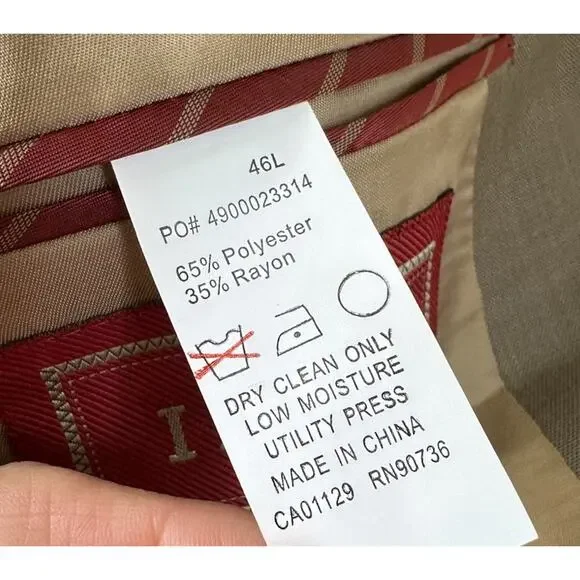 46L
PO# 4900023314
65% Polyester
35% Rayon
DRY CLEAN ONLY
LOW MOISTURE
UTILITY PRESS
MADE IN CHINA
CA01129 RN90736